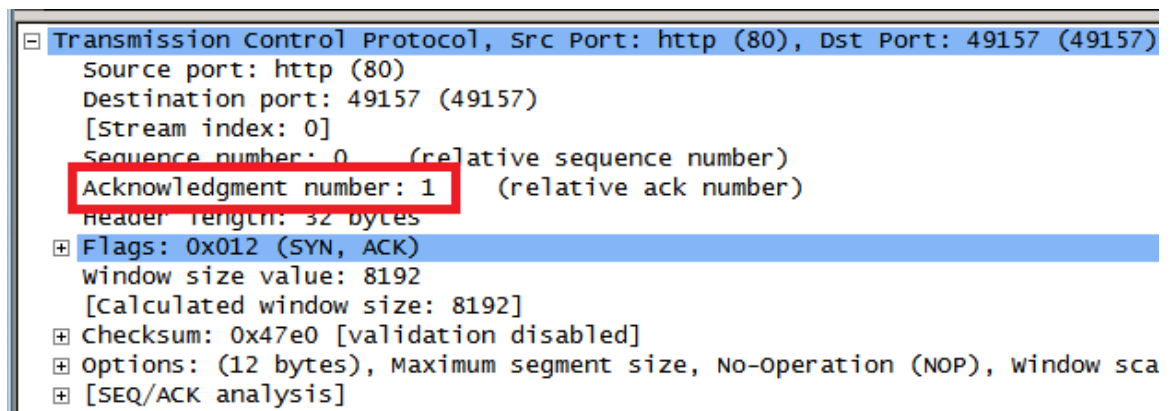 Transmission Control Protocol, Src Port: http (80), Dst Port: 49157 (49157)
Source port: http (80)
Destination port: 49157 (49157)
[Stream index: 0]
Sequence number: 0 (relative sequence number)
Acknowledgment number: 1 (relative ack number)
Header length: 32 bytes
Flags: 0x012 (SYN, ACK)
Window size value: 8192
[Calculated window size: 8192]
Checksum: 0x47e0 [validation disabled]
Options: (12 bytes), Maximum segment size, No-Operation (NOP), Window sca
[SEQ/ACK analysis]